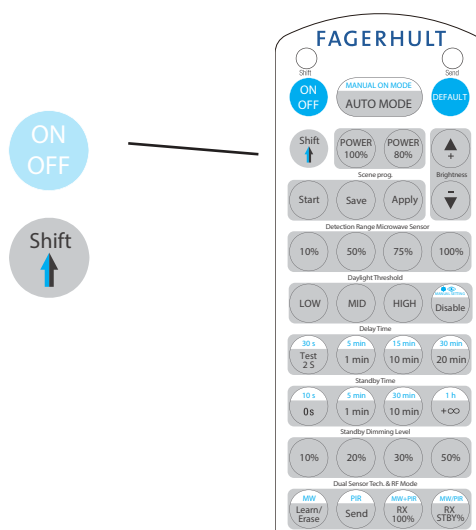 ON
OFF
Shift
FAGERHULT
Shift
Send
ON
OFF
MANUAL ON MODE
AUTO MODE
DEFAULT
Shift
POWER
100%
POWER
80%
+
Scene prog.
Brightness
Start
Save
Apply
-
Detection Range Microwave Sensor
10%
50%
75%
100%
Daylight Threshold
LOW
MID
HIGH
Disable
Delay Time
30 s
Test
2 S
5 min
1 min
15 min
10 min
30 min
20 min
Standby Time
10 s
0s
5 min
1 min
30 min
10 min
1 h
+∞
Standby Dimming Level
10%
20%
30%
50%
Dual Sensor Tech. & RF Mode
MW
Learn/
Erase
PIR
Send
MW+PIR
RX
100%
MW/PIR
RX
STBY%